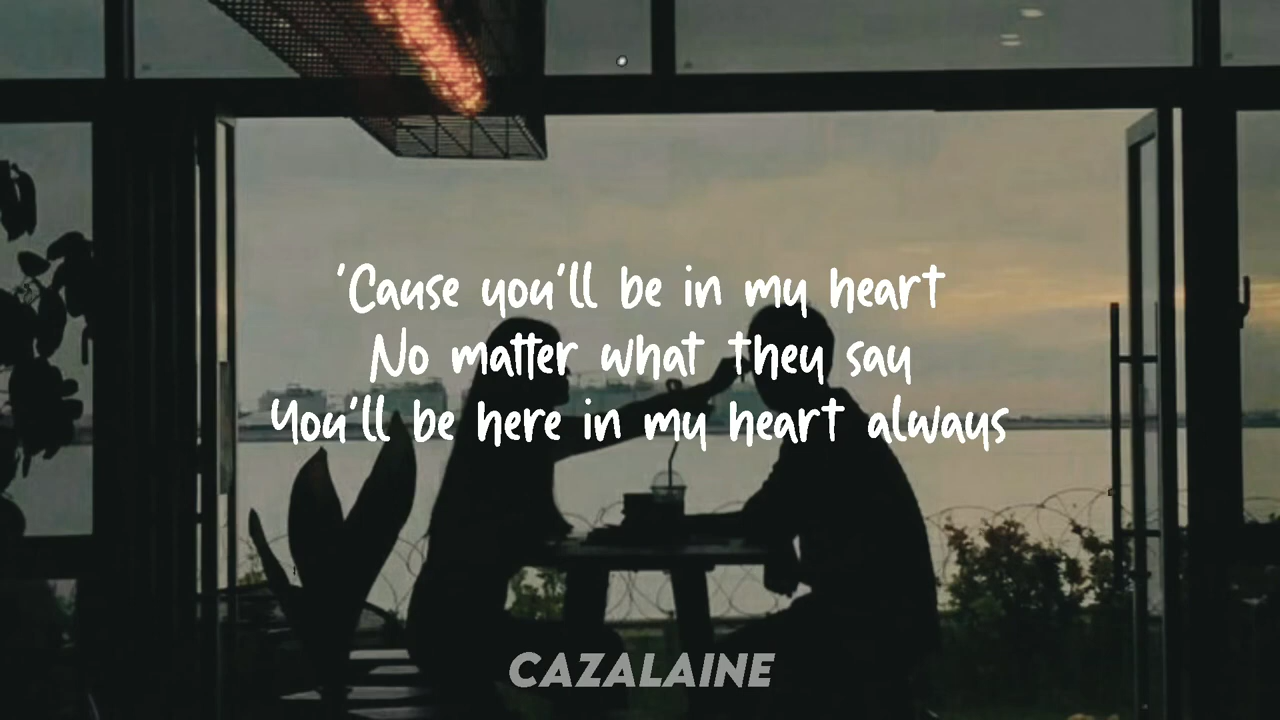 'Cause you'll be in my heart
No matter what they say
You'll be here in my heart always
CAZALAINE